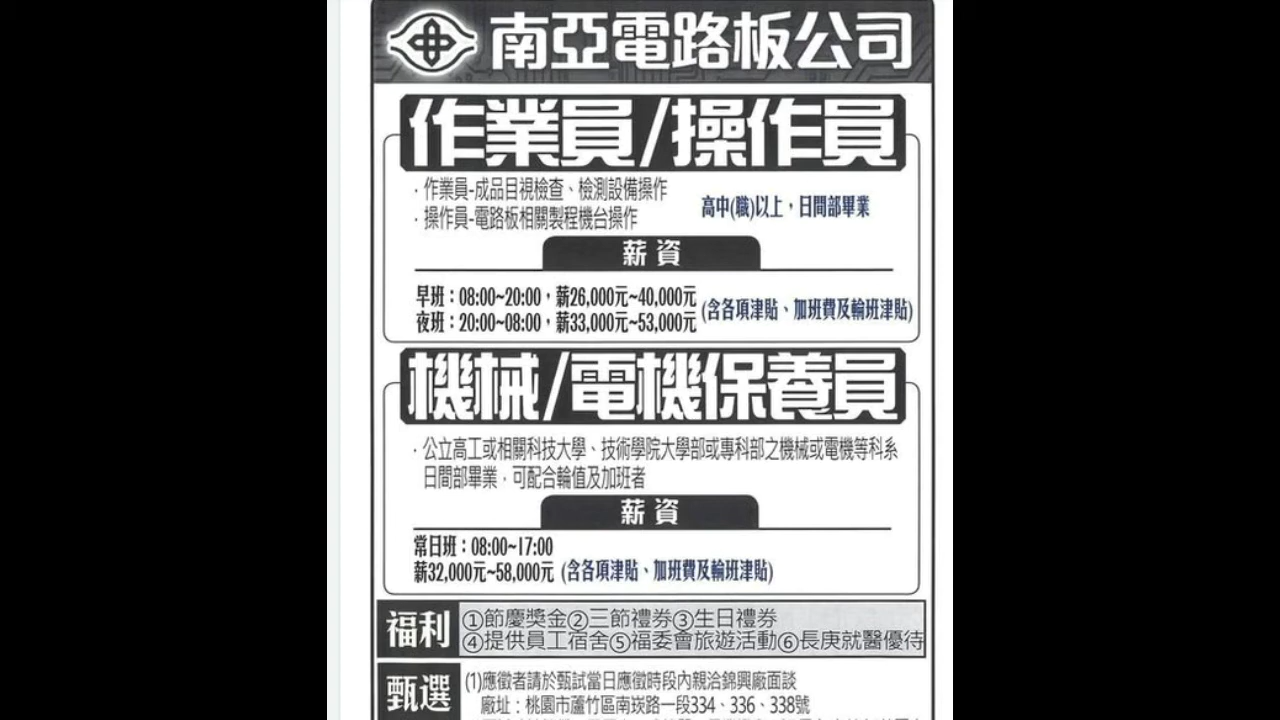 南亞電路板公司
作業員/操作員
·作業員-成品目視檢查、檢測設備操作
·操作員-電路板相關製程機台操作
高中(職)以上，日間部畢業
薪資
早班：08:00~20:00，薪26,000元~40,000元
夜班：20:00~08:00，薪33,000元~53,000元
(含各項津貼、加班費及輪班津貼)
機械/電機保養員
·公立高工或相關科技大學、技術學院大學部或專科部之機械或電機等科系
日間部畢業，可配合輪值及加班者
薪資
常日班：08:00~17:00
薪32,000元~58,000元 (含各項津貼、加班費及輪班津貼)
福利
①節慶獎金②三節禮券③生日禮券
④提供員工宿舍⑤福委會旅遊活動⑥長庚就醫優待
甄選
(1)應徵者請於甄試當日應徵時段內親洽錦興廠面談
廠址：桃園市蘆竹區南崁路一段334、336、338號